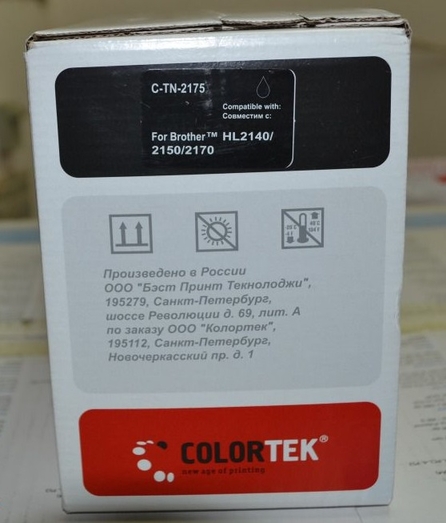 C-TN-2175
Compatible with:
Совместим с:
For Brother™ HL2140/
2150/2170
Произведено в России
ООО "Бэст Принт Текнолоджи",
195279, Санкт-Петербург,
шоссе Революции д. 69, лит. А
по заказу ООО "Колортек",
195112, Санкт-Петербург,
Новочеркасский пр. д. 1
COLORTEK®
new age of printing